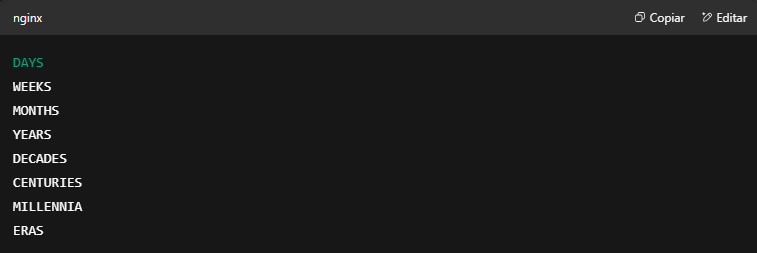 nginx Copiar Editar
DAYS
WEEKS
MONTHS
YEARS
DECADES
CENTURIES
MILLENNIA
ERAS